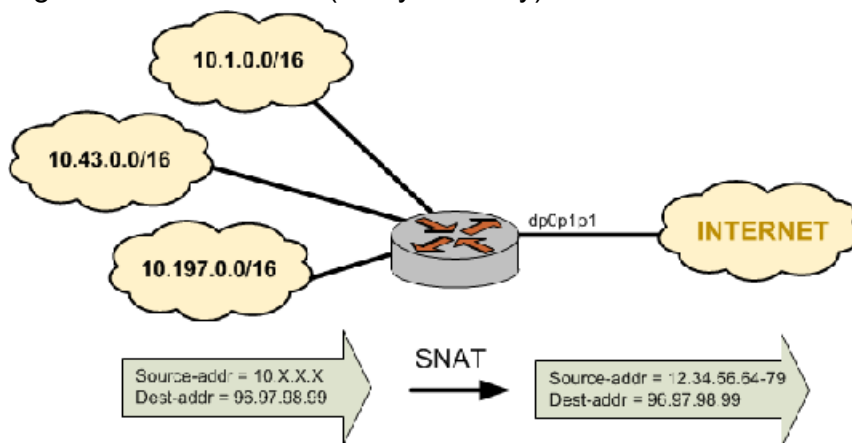 10.1.0.0/16
10.43.0.0/16
dp0p1p1
INTERNET
10.197.0.0/16
SNAT
Source-addr = 10.X.X.X
Dest-addr = 96.97.98.99
Source-addr = 12.34.56.64-79
Dest-addr = 96.97.98.99